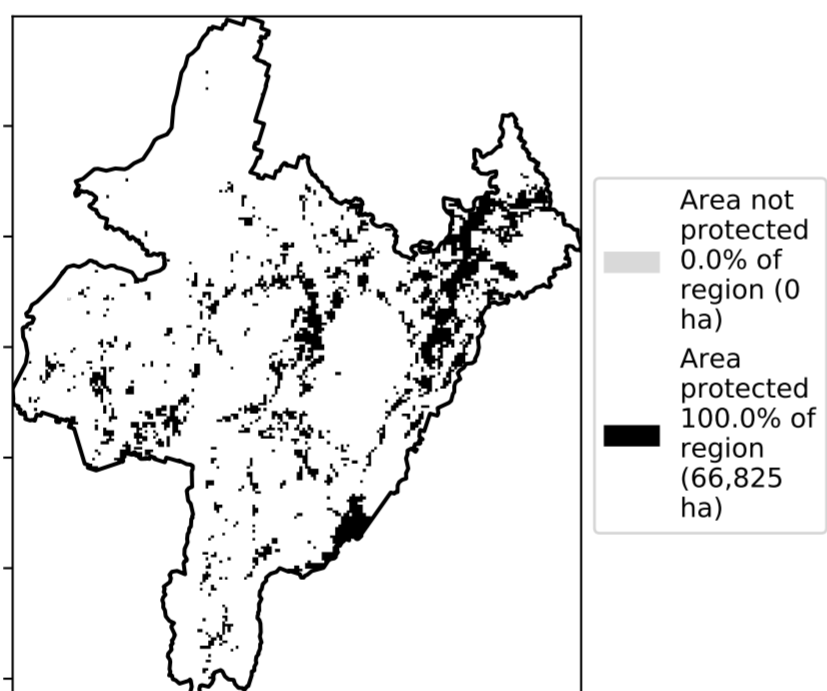 Area not
protected
0.0% of
region (0
ha)
Area
protected
100.0% of
region
(66,825
ha)